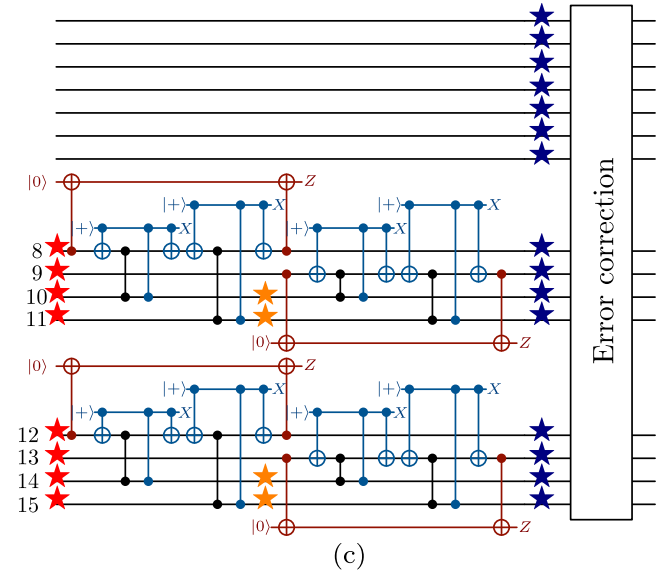 |0⟩ Z
|+⟩ X
|+⟩ X |+⟩ X
|+⟩ X
8
9
10
11
|0⟩ Z
|0⟩ Z
|+⟩ X |+⟩ X
|+⟩ X |+⟩ X
12
13
14
15
|0⟩ Z
Error correction
(c)